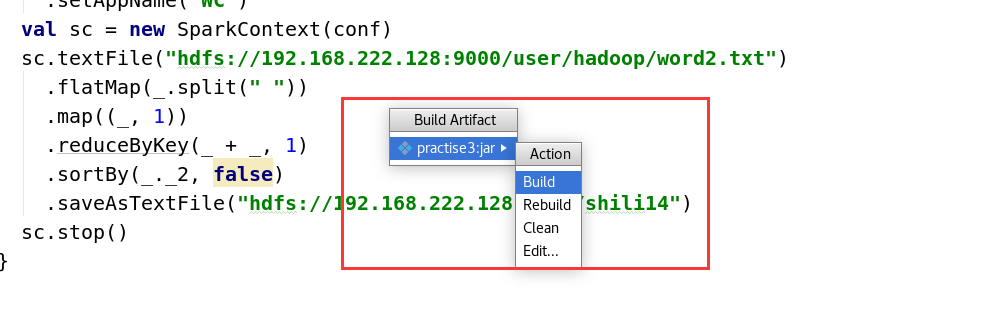 .setAppName("WC")
val sc = new SparkContext(conf)
sc.textFile("hdfs://192.168.222.128:9000/user/hadoop/word2.txt")
.flatMap(_.split(" "))
.map((_, 1))
.reduceByKey(_ + _, 1)
.sortBy(_._2, false)
.saveAsTextFile("hdfs://192.168.222.128 /shili14")
sc.stop()
}
Build Artifact
practise3:jar
Action
Build
Rebuild
Clean
Edit...